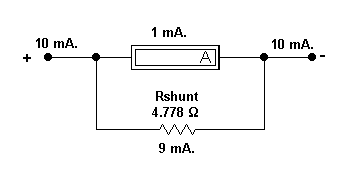 1 mA.
10 mA.
10 mA.
+
A
-
Rshunt
4.778 Ω
9 mA.